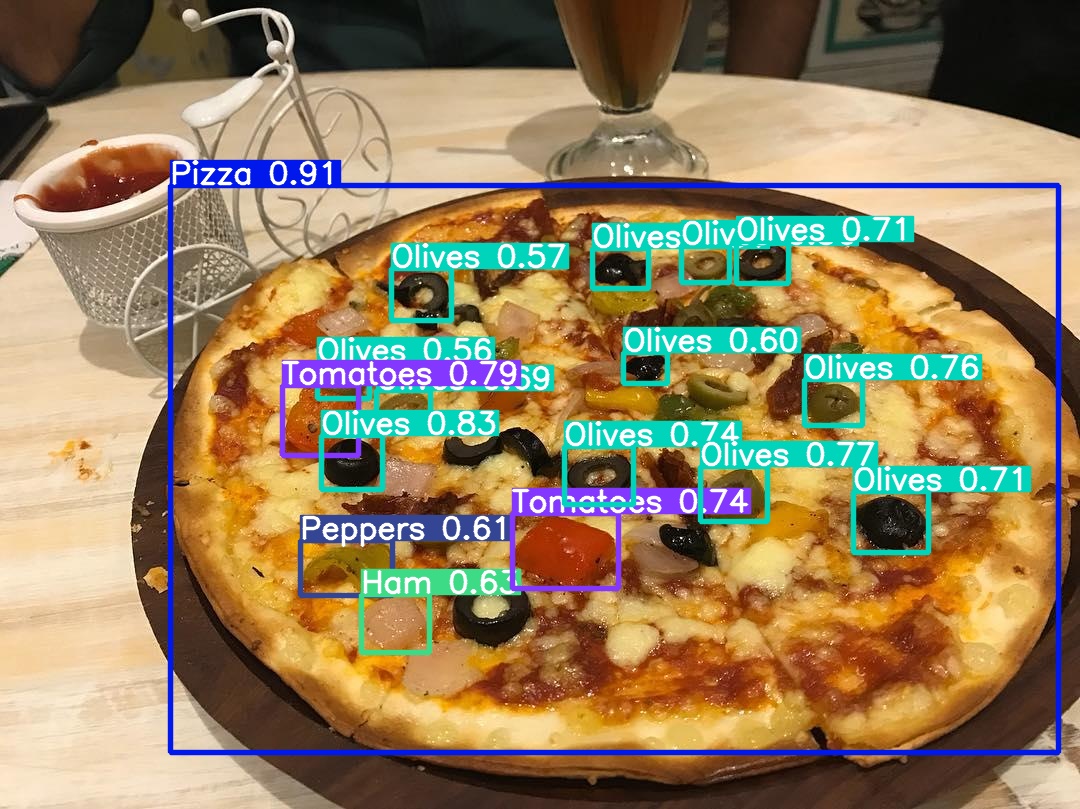 Pizza 0.91
Olives
Oliv
Olives 0.71
Olives 0.57
Olives 0.60
Olives 0.56
Tomatoes 0.79
69
Olives 0.76
Olives 0.83
Olives 0.74
Olives 0.77
Olives 0.71
Tomatoes 0.74
Peppers 0.61
Ham 0.63